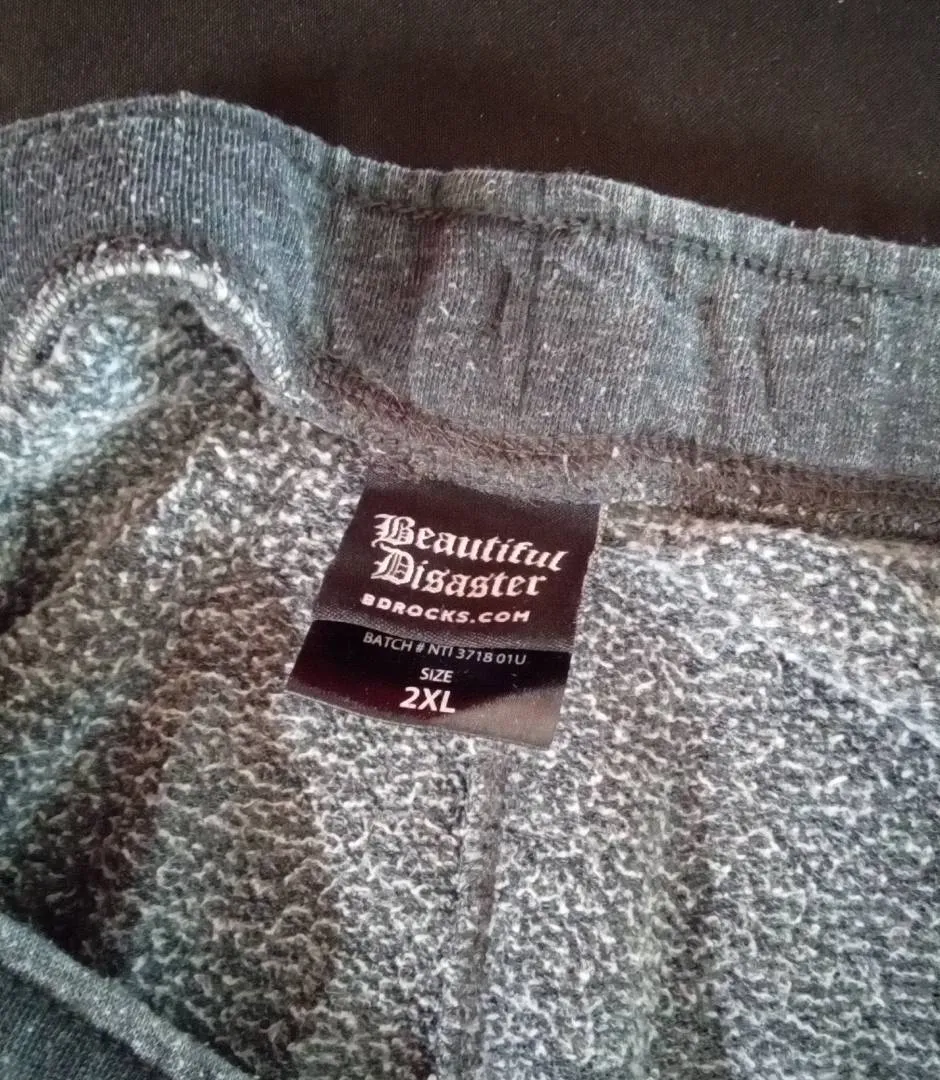 Beautiful
Disaster
BDROCKS.COM
BATCH # NTI 3718 01U
SIZE
2XL